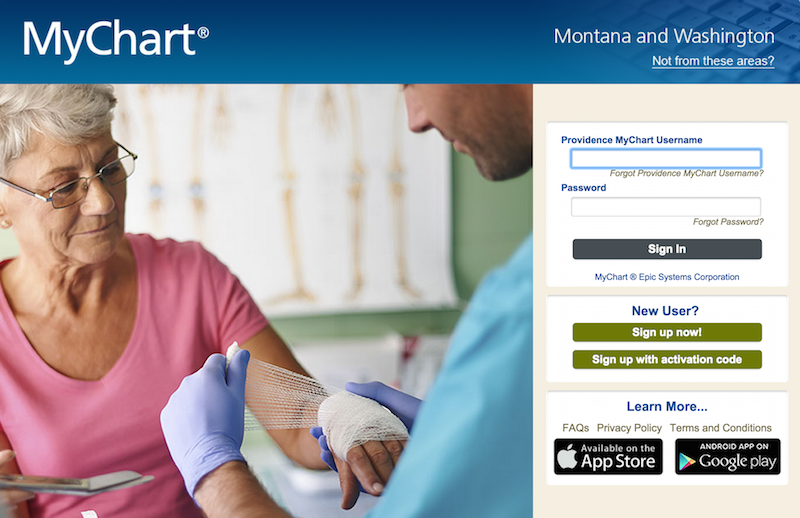 MyChart®
Montana and Washington
Not from these areas?
Providence MyChart Username
Forgot Providence MyChart Username?
Password
Forgot Password?
Sign In
MyChart ® Epic Systems Corporation
New User?
Sign up now!
Sign up with activation code
Learn More...
FAQs Privacy Policy Terms and Conditions
Available on the
App Store
ANDROID APP ON
Google play